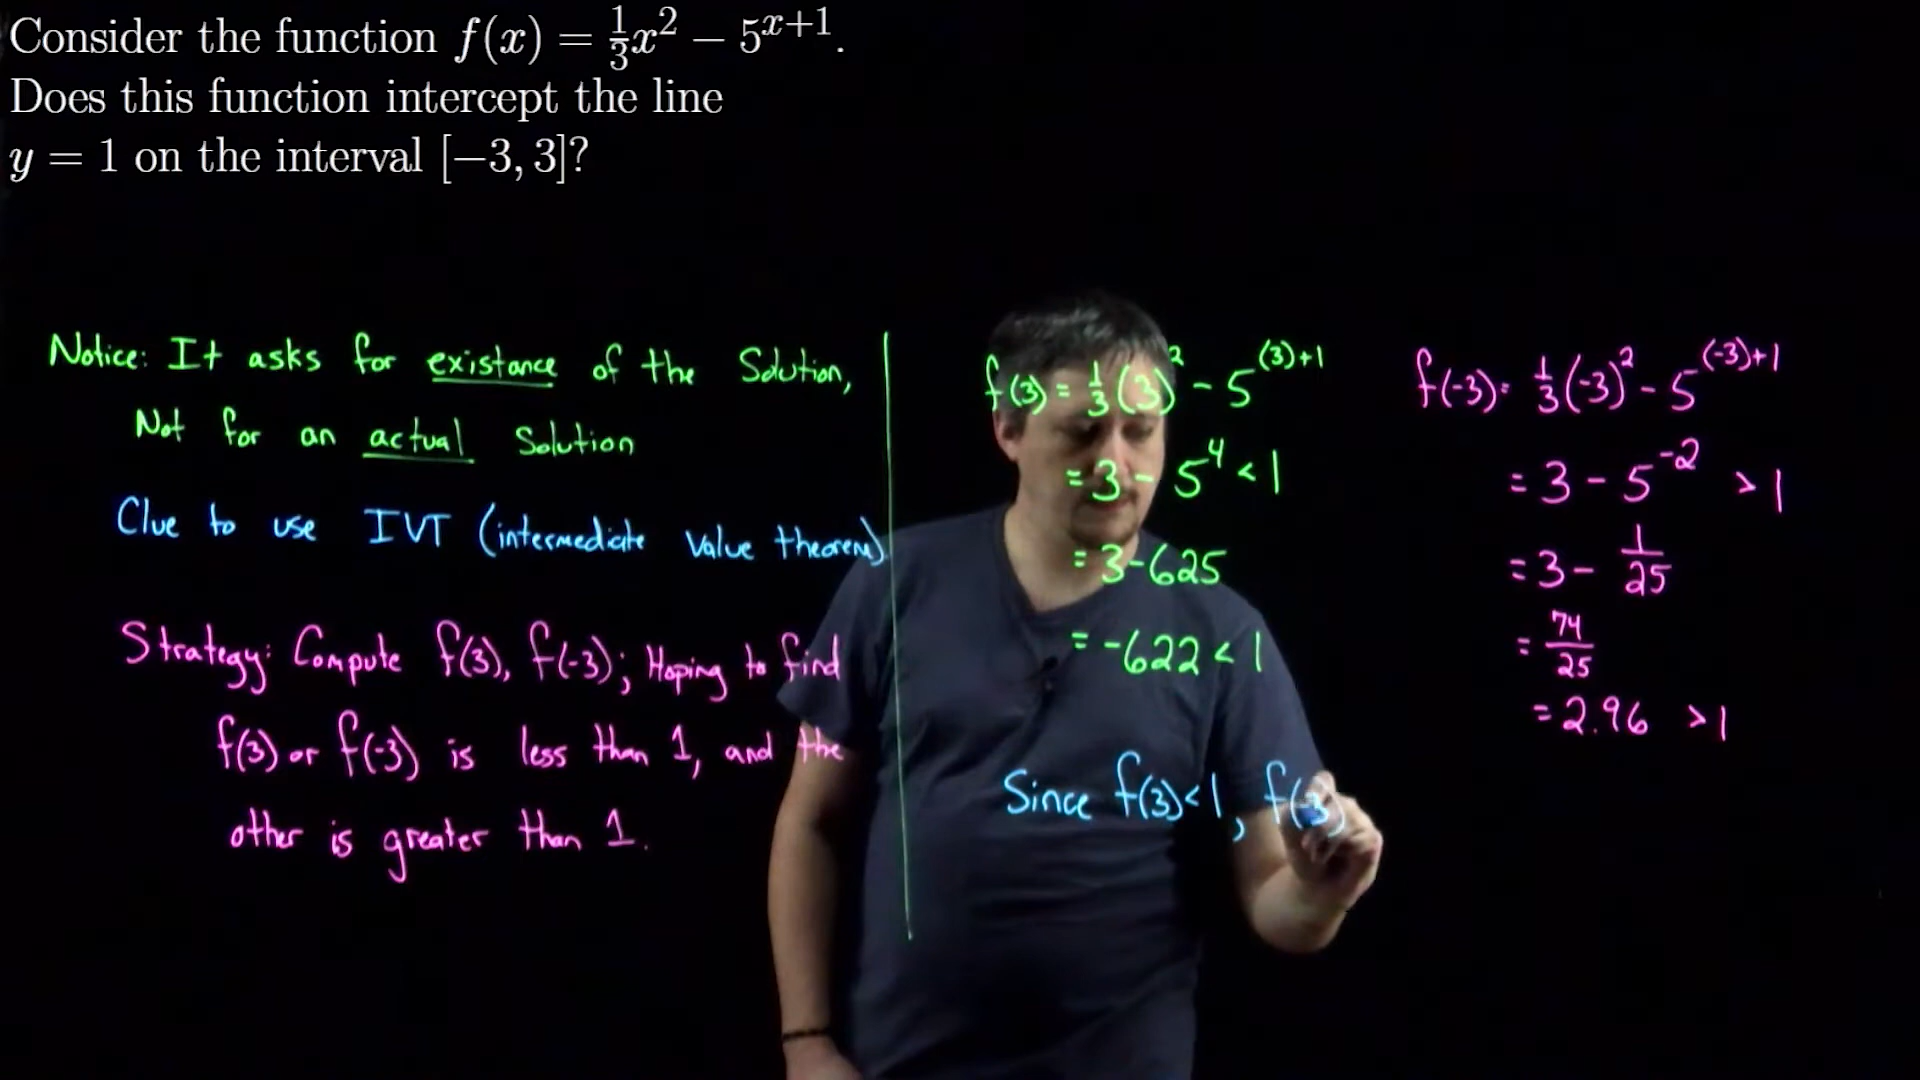 Consider the function f(x) = 1/3 x² − 5^(x+1).
Does this function intercept the line
y = 1 on the interval [−3, 3]?
Notice: It asks for existance of the Solution,
Not for an actual Solution
Clue to use IVT (intermediate value theorem)
Strategy: Compute f(3), f(-3); Hoping to find
f(3) or f(-3) is less than 1, and the
other is greater than 1.
f(3) = 1/3 (3)² - 5^((3)+1)
= 3 - 5⁴ < 1
= 3 - 625
= -622 < 1
Since f(3) < 1, f(-3)
f(-3) = 1/3 (-3)² - 5^((-3)+1)
= 3 - 5^(-2) > 1
= 3 - 1/25
= 74/25
= 2.96 > 1